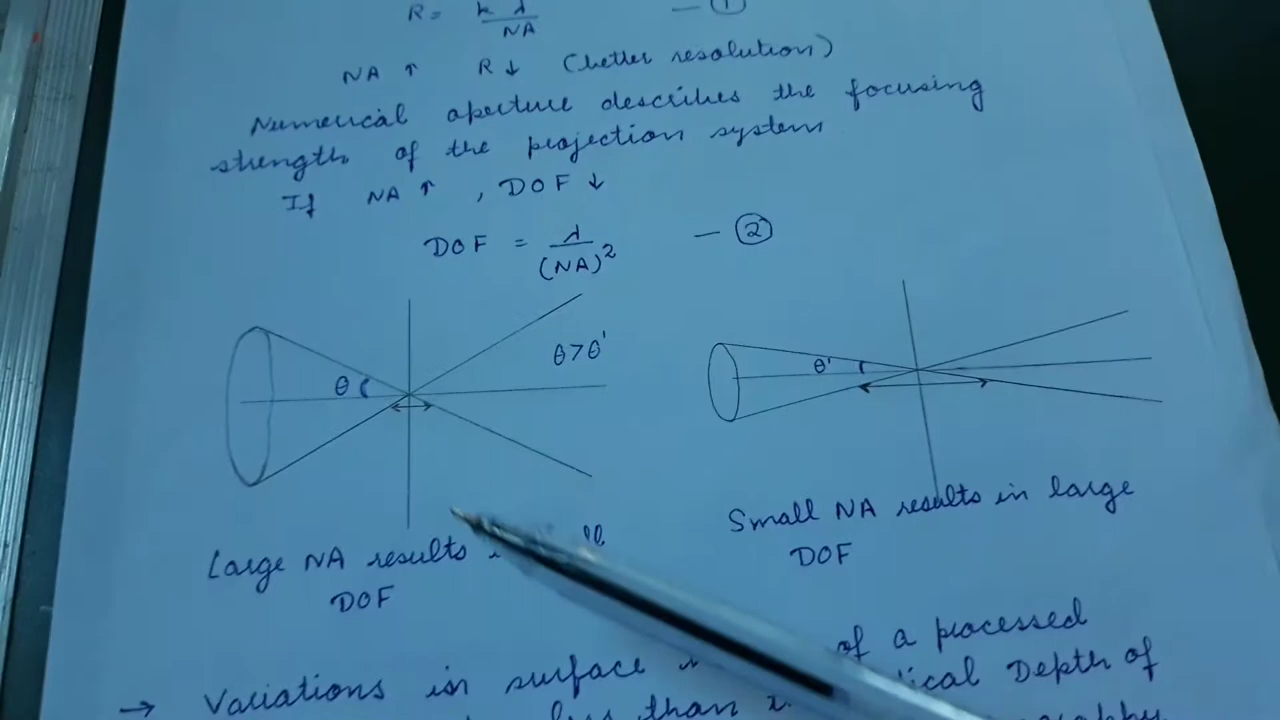 R = kλ/NA — ①
NA ↑ R ↓ (better resolution)
Numerical aperture describes the focusing
strength of the projection system
If NA ↑ , DOF ↓
DOF = λ/(NA)² — ②
θ>θ'
θ
θ'
Large NA results
DOF
Small NA results in large
DOF
→ Variations in surface of a processed
Depth of
less than